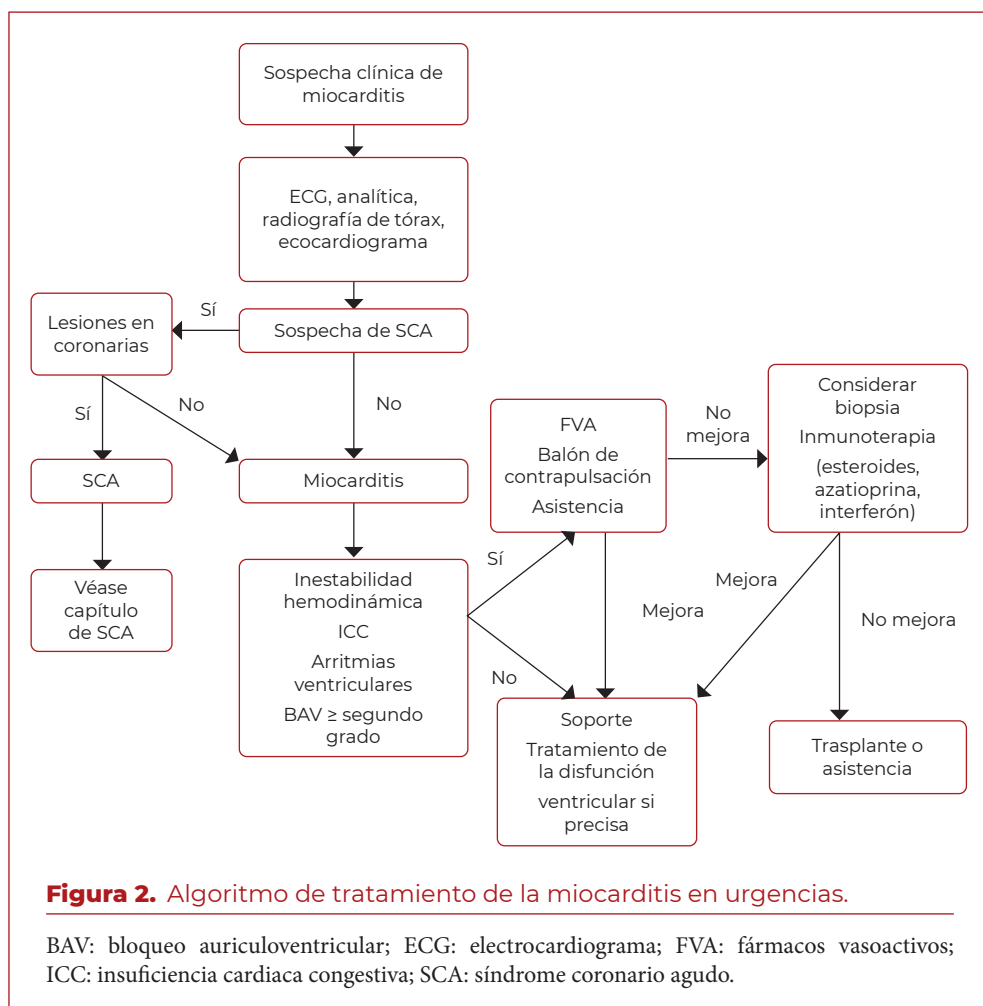 Sospecha clínica de
miocarditis
ECG, analítica,
radiografía de tórax,
ecocardiograma
Lesiones en
coronarias
Sí
Sospecha de SCA
Sí
No
No
SCA
Miocarditis
Véase
capítulo
de SCA
Inestabilidad
hemodinámica
ICC
Arritmias
ventriculares
BAV ≥ segundo
grado
Sí
No
FVA
Balón de
contrapulsación
Asistencia
No
mejora
Considerar
biopsia
Inmunoterapia
(esteroides,
azatioprina,
interferón)
Mejora
Mejora
No mejora
Soporte
Tratamiento de
la disfunción
ventricular si
precisa
Trasplante o
asistencia
Figura 2. Algoritmo de tratamiento de la miocarditis en urgencias.
BAV: bloqueo auriculoventricular; ECG: electrocardiograma; FVA: fármacos vasoactivos;
ICC: insuficiencia cardiaca congestiva; SCA: síndrome coronario agudo.